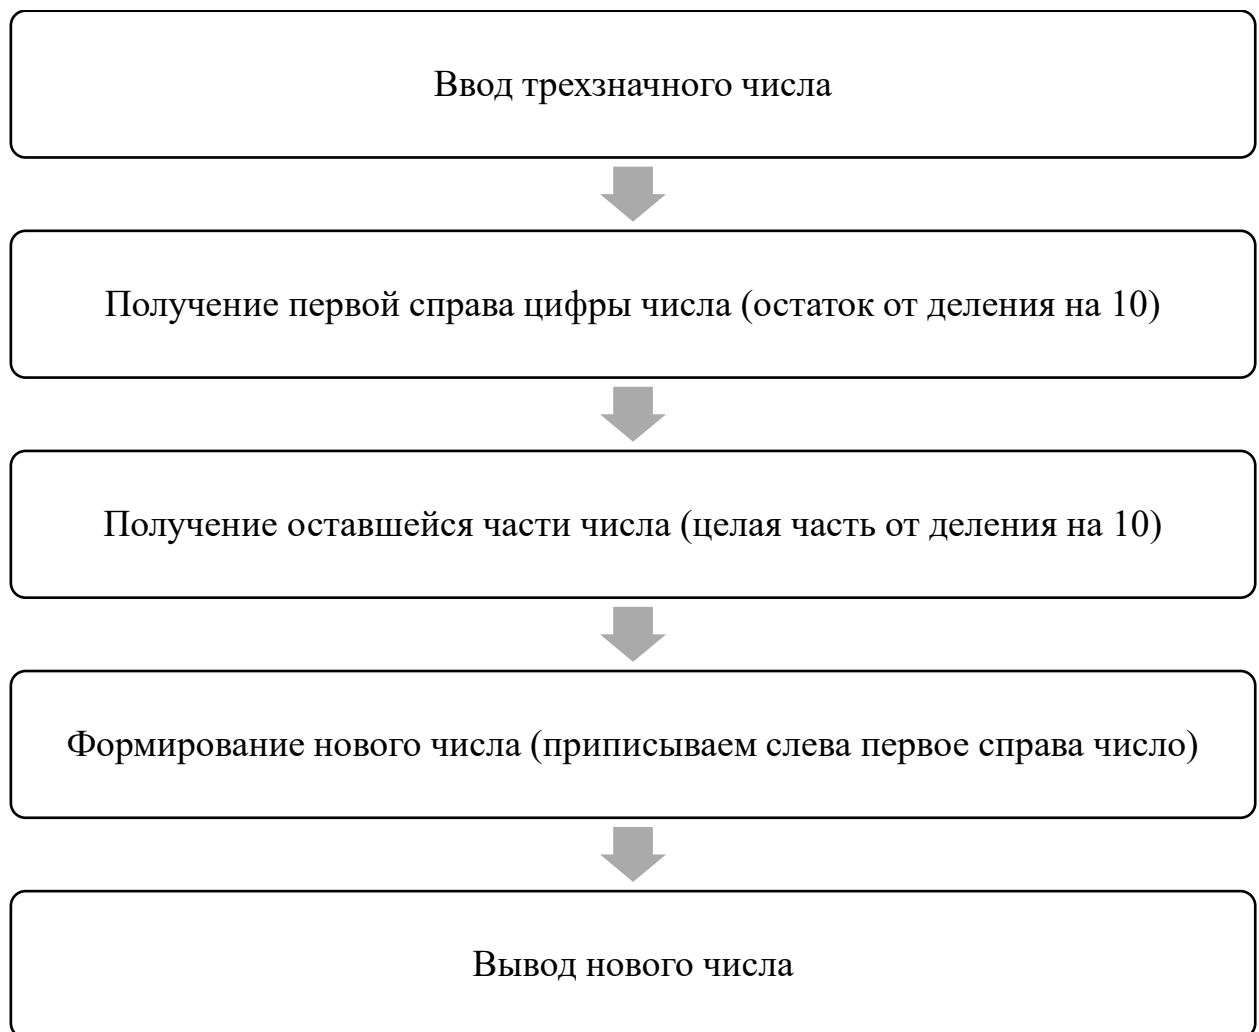 Ввод трехзначного числа
Получение первой справа цифры числа (остаток от деления на 10)
Получение оставшейся части числа (целая часть от деления на 10)
Формирование нового числа (приписываем слева первое справа число)
Вывод нового числа